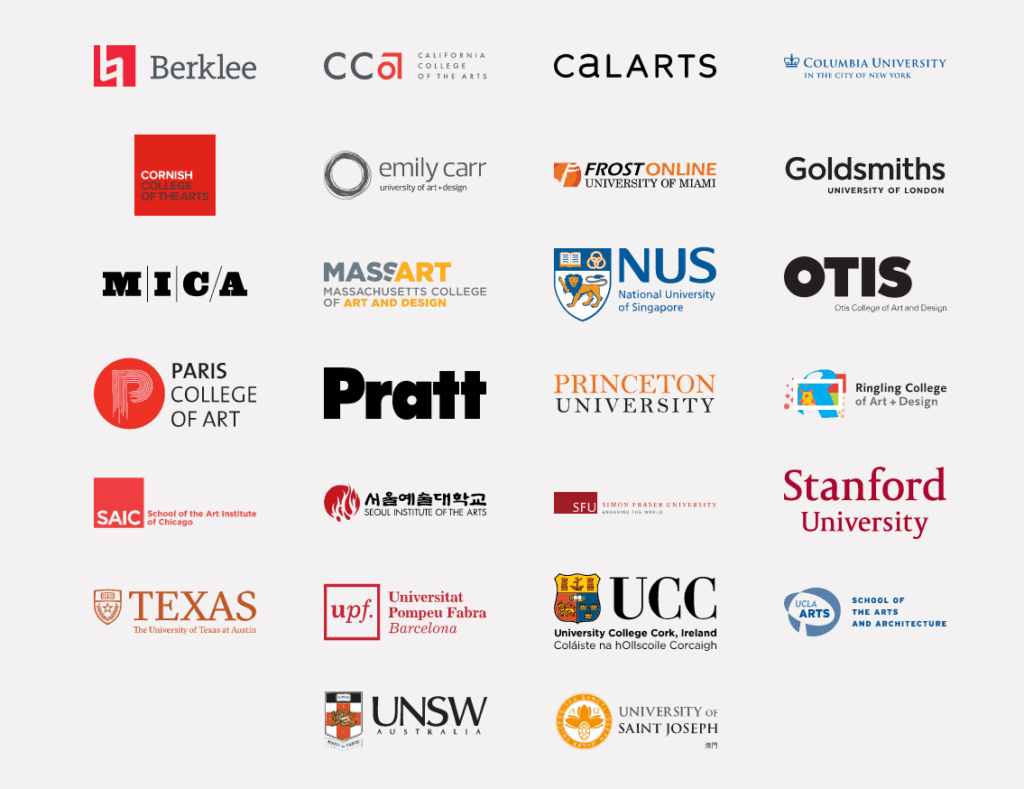 Berklee
CCA
CALIFORNIA
COLLEGE
OF THE ARTS
CALARTS
COLUMBIA UNIVERSITY
IN THE CITY OF NEW YORK
CORNISH
COLLEGE
OF THE ARTS
emily carr
university of art+design
FROST ONLINE
UNIVERSITY OF MIAMI
Goldsmiths
UNIVERSITY OF LONDON
M|I|C/A
MASSART
MASSACHUSETTS COLLEGE
OF ART AND DESIGN
NUS
National University
of Singapore
OTIS
Otis College of Art and Design
P
PARIS
COLLEGE
OF ART
Pratt
PRINCETON
UNIVERSITY
Ringling College
of Art + Design
SAIC
School of the Art Institute
of Chicago
서울예술대학교
SEOUL INSTITUTE OF THE ARTS
SFU
SIMON FRASER UNIVERSITY
ENGAGING THE WORLD
Stanford
University
TEXAS
The University of Texas at Austin
upf.
Universitat
Pompeu Fabra
Barcelona
UCC
University College Cork, Ireland
Coláiste na hOllscoile Corcaigh
UCLA
ARTS
SCHOOL OF
THE ARTS
AND ARCHITECTURE
UNSW
AUSTRALIA
UNIVERSITY OF
SAINT JOSEPH
澳門